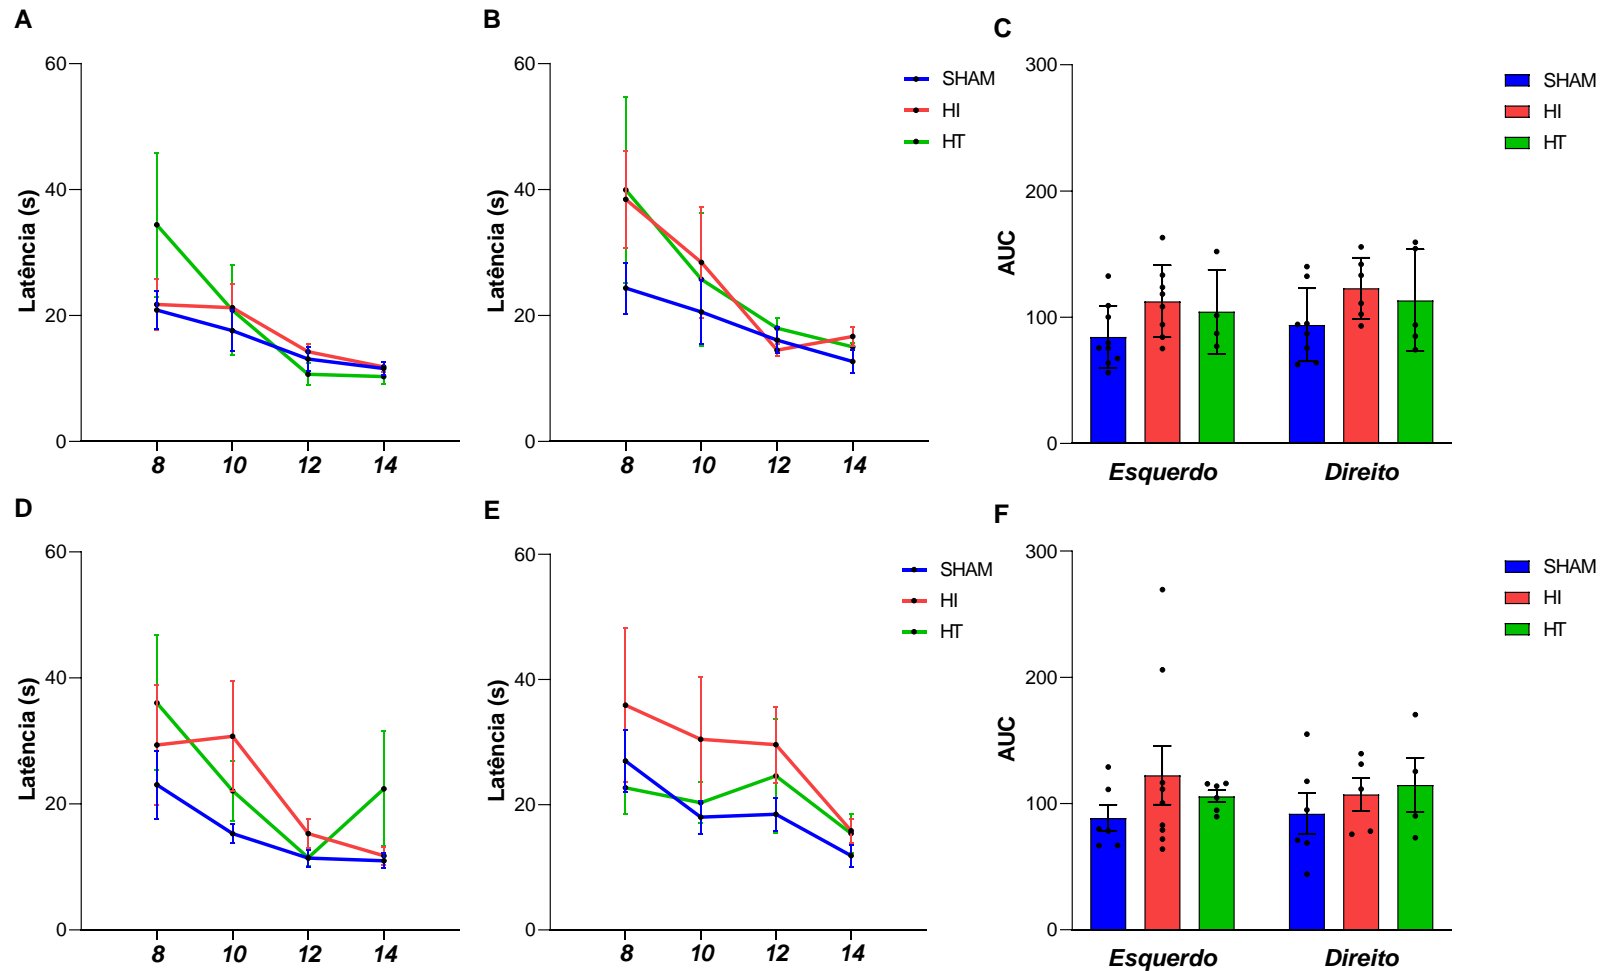 A
60
40
20
0
Latência (s)
8 10 12 14
B
60
40
20
0
Latência (s)
8 10 12 14
SHAM
HI
HT
C
300
200
100
0
AUC
Esquerdo Direito
SHAM
HI
HT
D
60
40
20
0
Latência (s)
8 10 12 14
E
60
40
20
0
Latência (s)
8 10 12 14
SHAM
HI
HT
F
300
200
100
0
AUC
Esquerdo Direito
SHAM
HI
HT